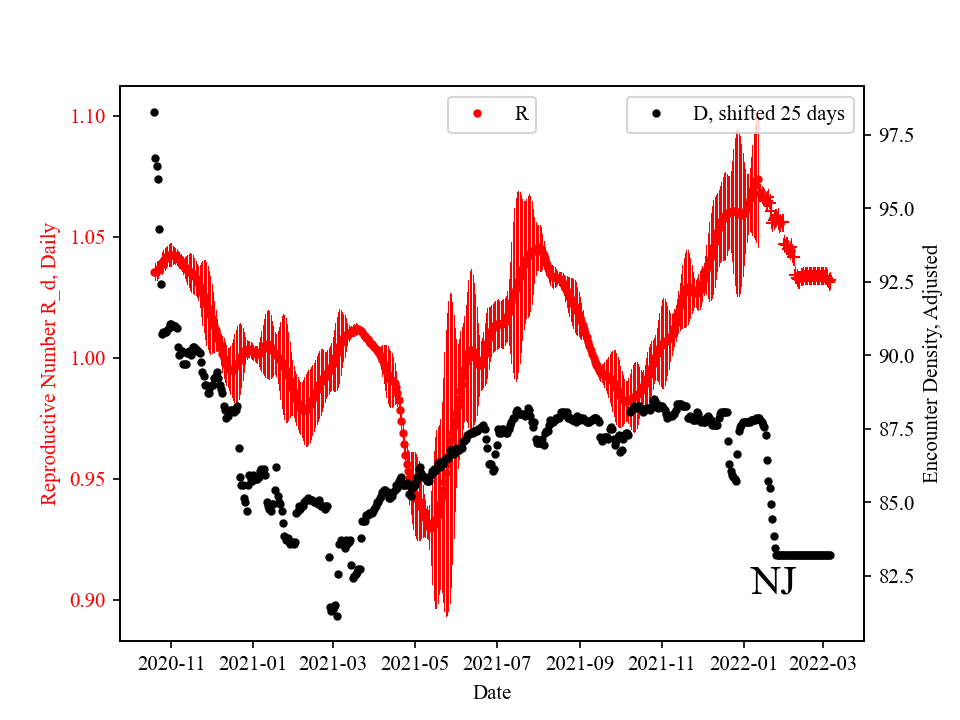 R
D, shifted 25 days
1.10
1.05
1.00
0.95
0.90
Reproductive Number R_d, Daily
97.5
95.0
92.5
90.0
87.5
85.0
82.5
Encounter Density, Adjusted
NJ
2020-11 2021-01 2021-03 2021-05 2021-07 2021-09 2021-11 2022-01 2022-03
Date